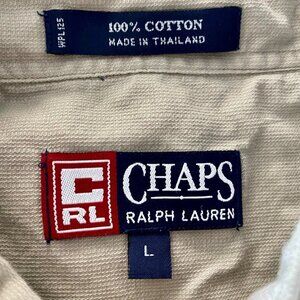 WPL125
100% COTTON
MADE IN THAILAND
C
RL
CHAPS
RALPH LAUREN
L